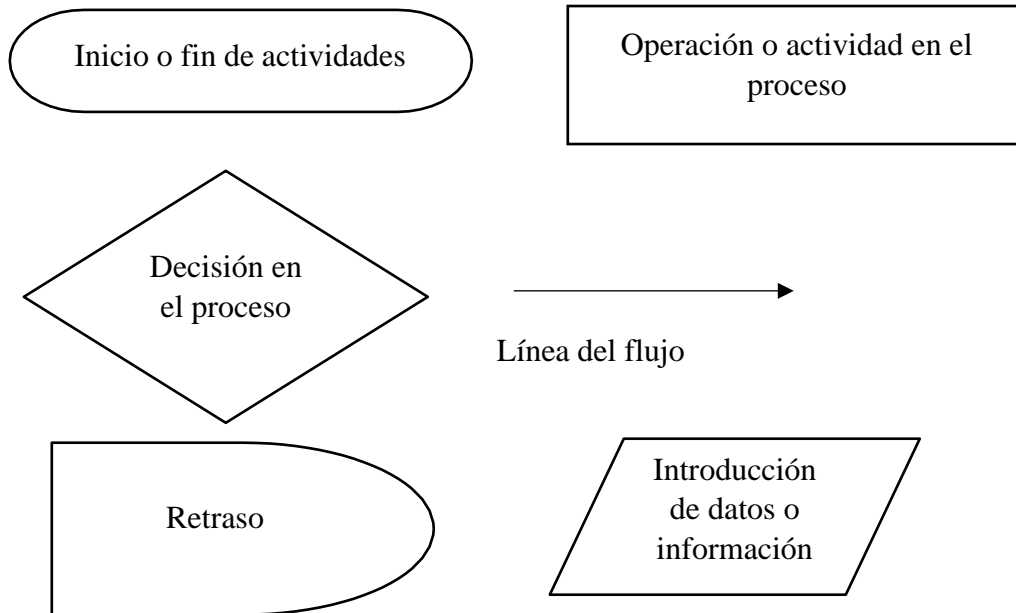 Inicio o fin de actividades
Operación o actividad en el
proceso
Decisión en
el proceso
Línea del flujo
Retraso
Introducción
de datos o
información